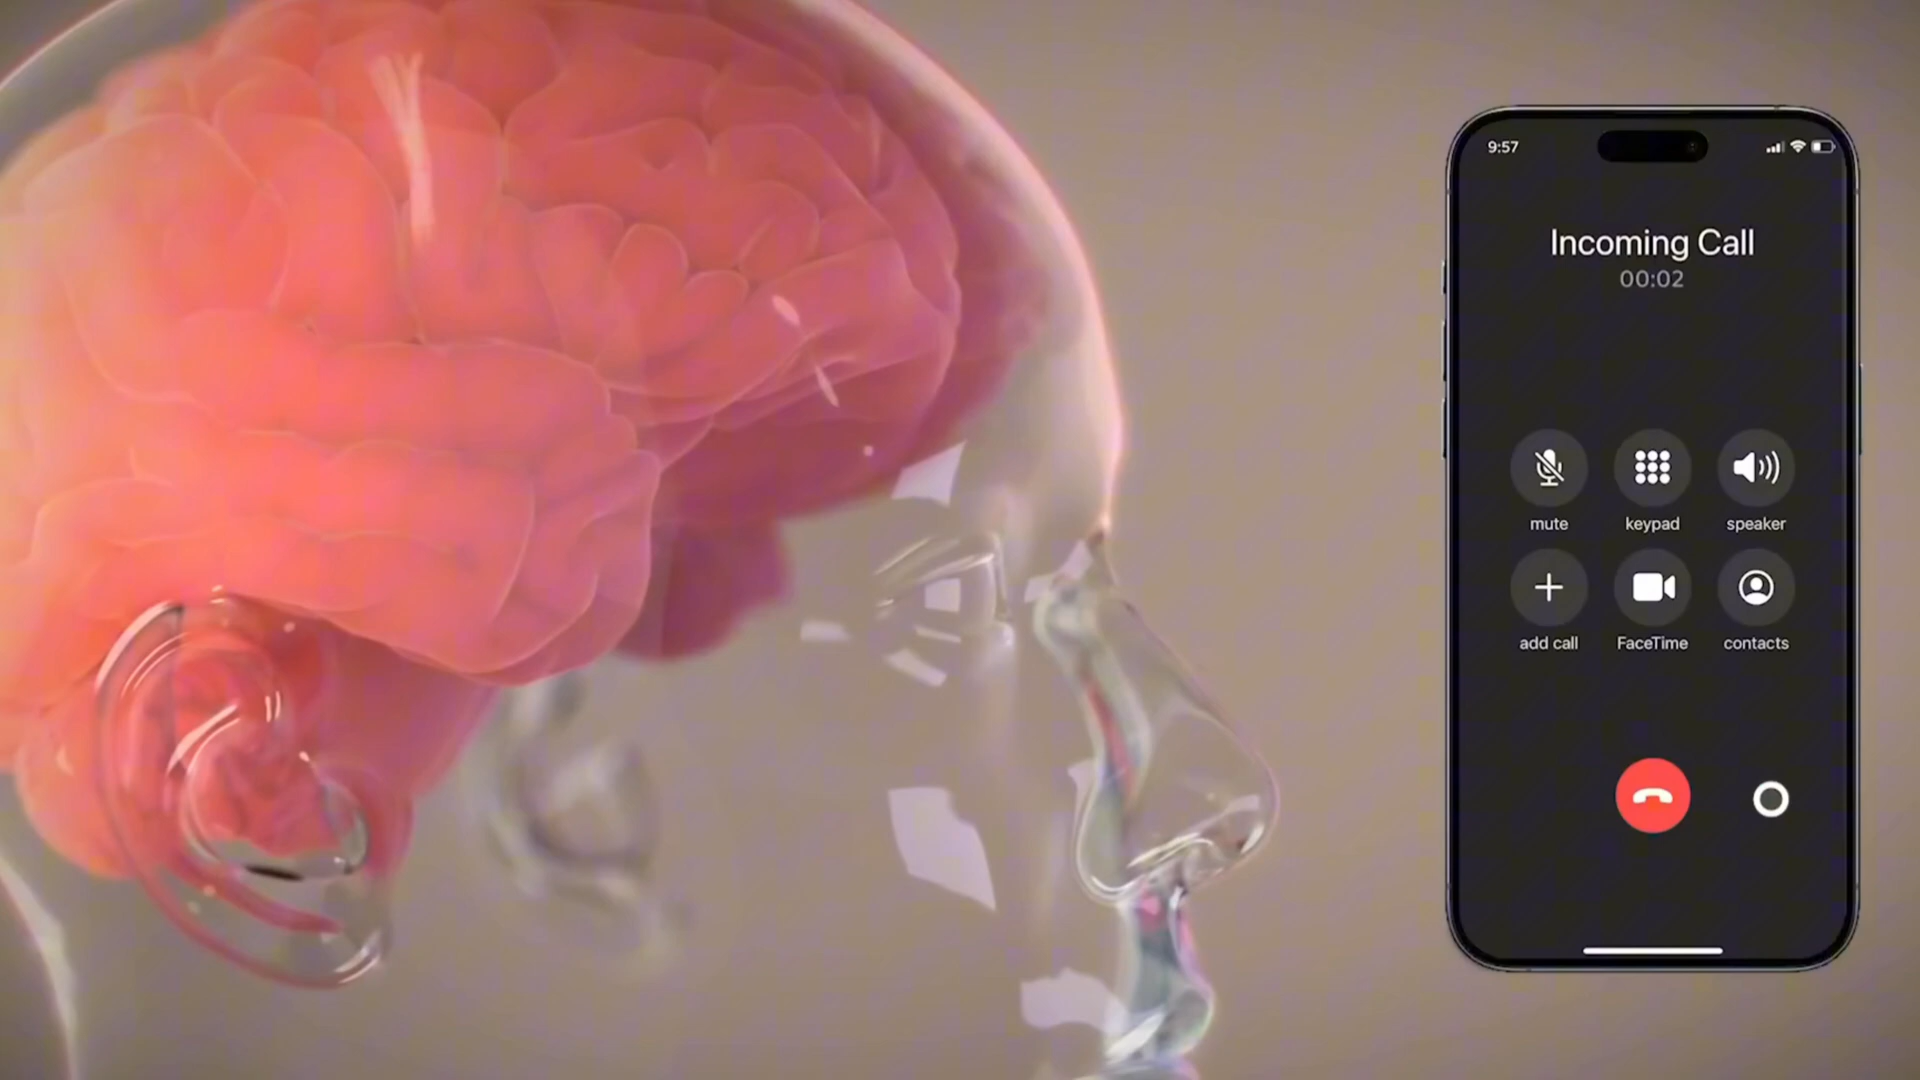 9:57
Incoming Call
00:02
mute
keypad
speaker
add call
FaceTime
contacts